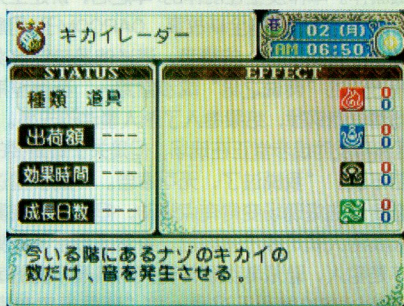 キカイレーダー
春 02 (月)
AM 06:50
STATUS
EFFECT
種類 道具
出荷額 ---
効果時間 ---
成長日数 ---
0
0
0
0
0
0
0
0
今いる階にあるナゾのキカイの
数だけ、音を発生させる。